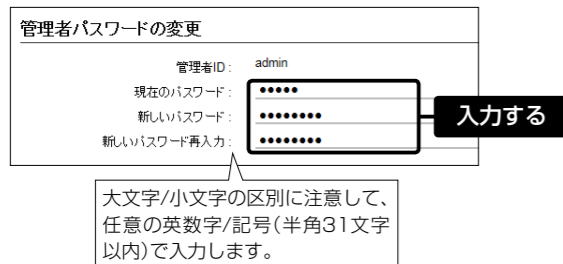 管理者パスワードの変更
管理者ID： admin
現在のパスワード： ●●●●●
新しいパスワード： ●●●●●●●●
新しいパスワード再入力： ●●●●●●●●
入力する
大文字/小文字の区別に注意して、
任意の英数字/記号（半角31文字
以内）で入力します。